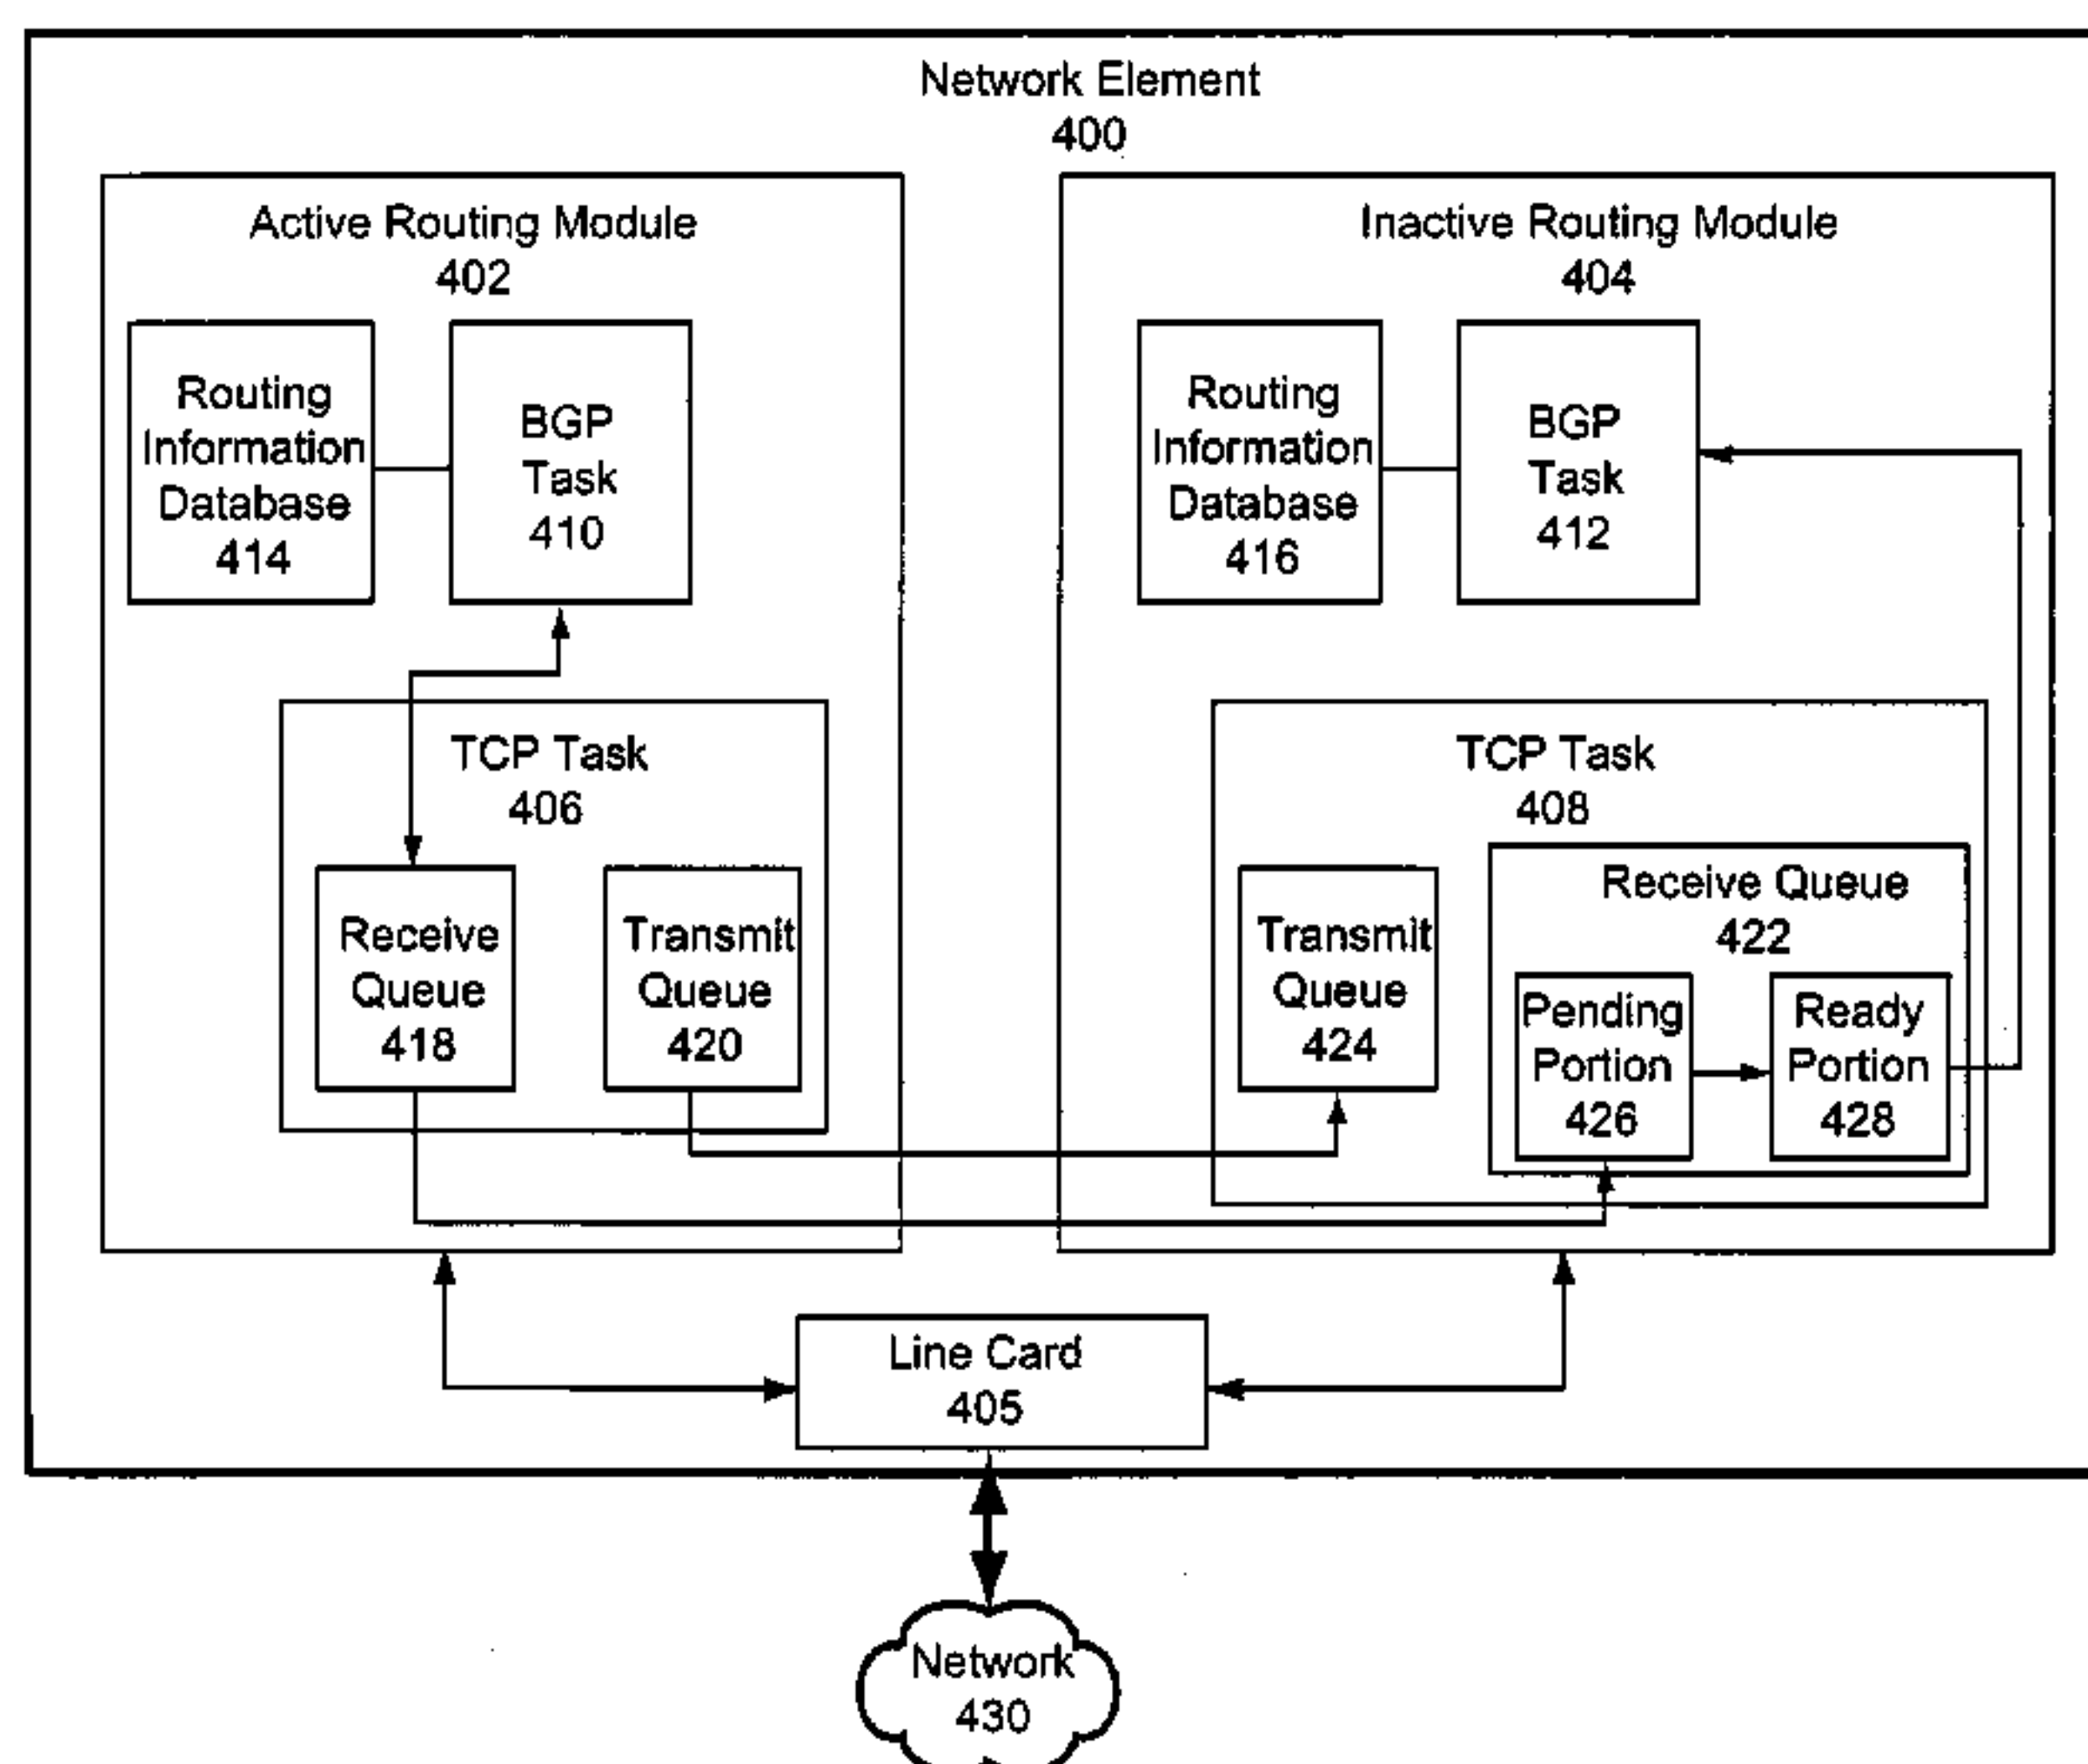 Network Element
400
Active Routing Module
402
Routing
Information
Database
414
BGP
Task
410
TCP Task
406
Receive
Queue
418
Transmit
Queue
420
Inactive Routing Module
404
Routing
Information
Database
416
BGP
Task
412
TCP Task
408
Transmit
Queue
424
Receive Queue
422
Pending
Portion
426
Ready
Portion
428
Line Card
405
Network
430